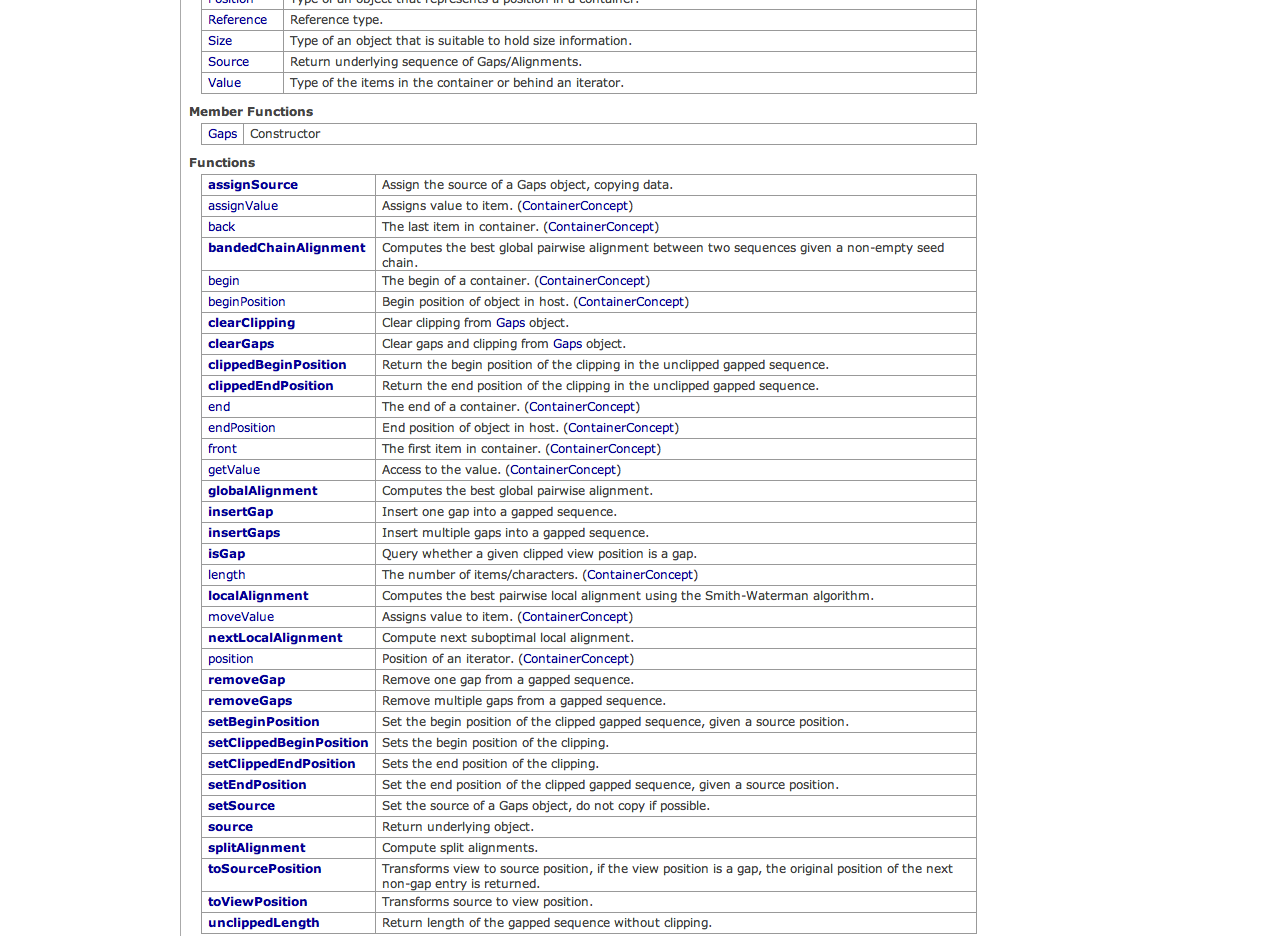 Position Type of an object that represents a position in a container.
Reference Reference type.
Size Type of an object that is suitable to hold size information.
Source Return underlying sequence of Gaps/Alignments.
Value Type of the items in the container or behind an iterator.
Member Functions
Gaps Constructor
Functions
assignSource Assign the source of a Gaps object, copying data.
assignValue Assigns value to item. (ContainerConcept)
back The last item in container. (ContainerConcept)
bandedChainAlignment Computes the best global pairwise alignment between two sequences given a non-empty seed
chain.
begin The begin of a container. (ContainerConcept)
beginPosition Begin position of object in host. (ContainerConcept)
clearClipping Clear clipping from Gaps object.
clearGaps Clear gaps and clipping from Gaps object.
clippedBeginPosition Return the begin position of the clipping in the unclipped gapped sequence.
clippedEndPosition Return the end position of the clipping in the unclipped gapped sequence.
end The end of a container. (ContainerConcept)
endPosition End position of object in host. (ContainerConcept)
front The first item in container. (ContainerConcept)
getValue Access to the value. (ContainerConcept)
globalAlignment Computes the best global pairwise alignment.
insertGap Insert one gap into a gapped sequence.
insertGaps Insert multiple gaps into a gapped sequence.
isGap Query whether a given clipped view position is a gap.
length The number of items/characters. (ContainerConcept)
localAlignment Computes the best pairwise local alignment using the Smith-Waterman algorithm.
moveValue Assigns value to item. (ContainerConcept)
nextLocalAlignment Compute next suboptimal local alignment.
position Position of an iterator. (ContainerConcept)
removeGap Remove one gap from a gapped sequence.
removeGaps Remove multiple gaps from a gapped sequence.
setBeginPosition Set the begin position of the clipped gapped sequence, given a source position.
setClippedBeginPosition Sets the begin position of the clipping.
setClippedEndPosition Sets the end position of the clipping.
setEndPosition Set the end position of the clipped gapped sequence, given a source position.
setSource Set the source of a Gaps object, do not copy if possible.
source Return underlying object.
splitAlignment Compute split alignments.
toSourcePosition Transforms view to source position, if the view position is a gap, the original position of the next
non-gap entry is returned.
toViewPosition Transforms source to view position.
unclippedLength Return length of the gapped sequence without clipping.